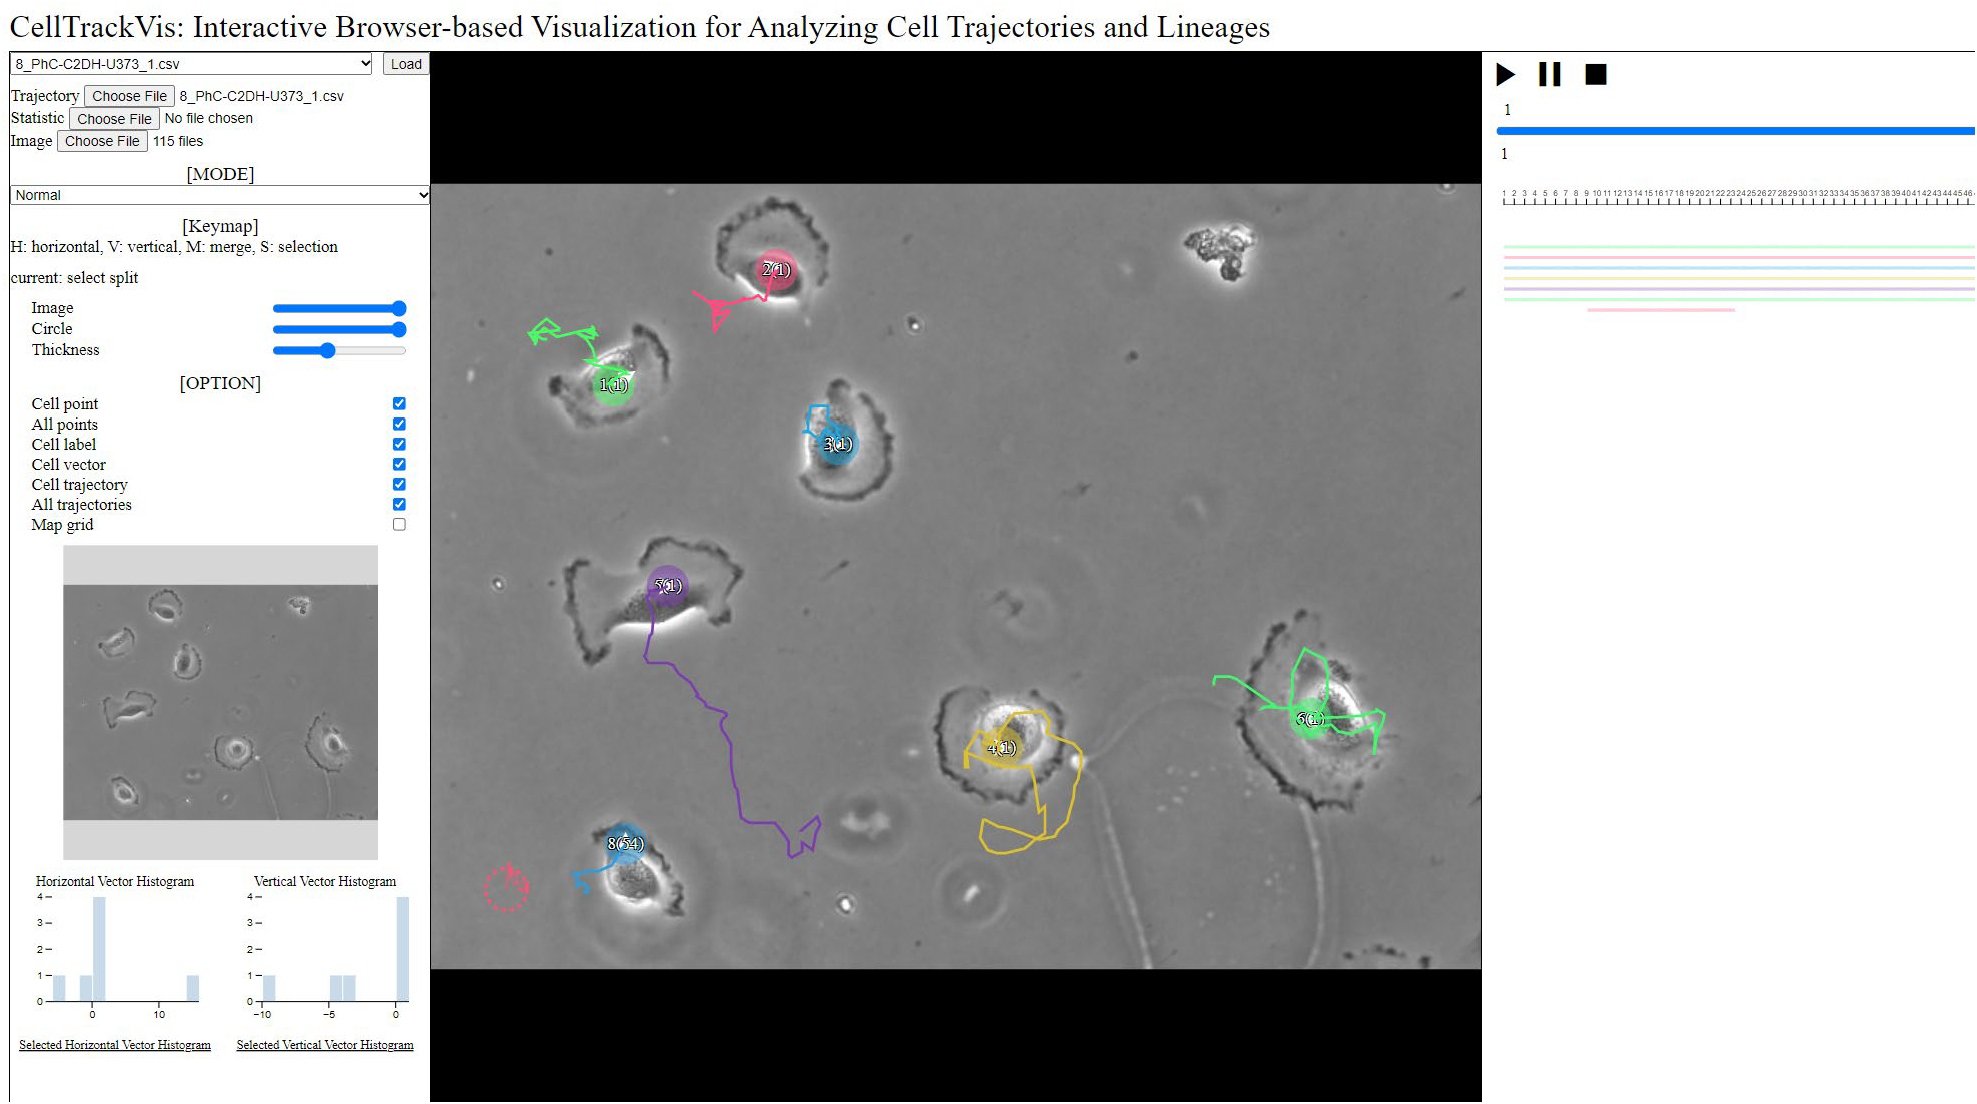 CellTrackVis: Interactive Browser-based Visualization for Analyzing Cell Trajectories and Lineages
8_PhC-C2DH-U373_1.csv Load
Trajectory Choose File 8_PhC-C2DH-U373_1.csv
Statistic Choose File No file chosen
Image Choose File 115 files
[MODE]
Normal
[Keymap]
H: horizontal, V: vertical, M: merge, S: selection
current: select split
Image
Circle
Thickness
[OPTION]
Cell point
All points
Cell label
Cell vector
Cell trajectory
All trajectories
Map grid
Horizontal Vector Histogram
4
3
2
1
0
0 10
Selected Horizontal Vector Histogram
Vertical Vector Histogram
4
3
2
1
0
−10 −5 0
Selected Vertical Vector Histogram
2(1)
1(1)
3(1)
5(1)
6(1)
4(1)
8(54)
1
1
1 2 3 4 5 6 7 8 9 10 11 12 13 14 15 16 17 18 19 20 21 22 23 24 25 26 27 28 29 30 31 32 33 34 35 36 37 38 39 40 41 42 43 44 45 46